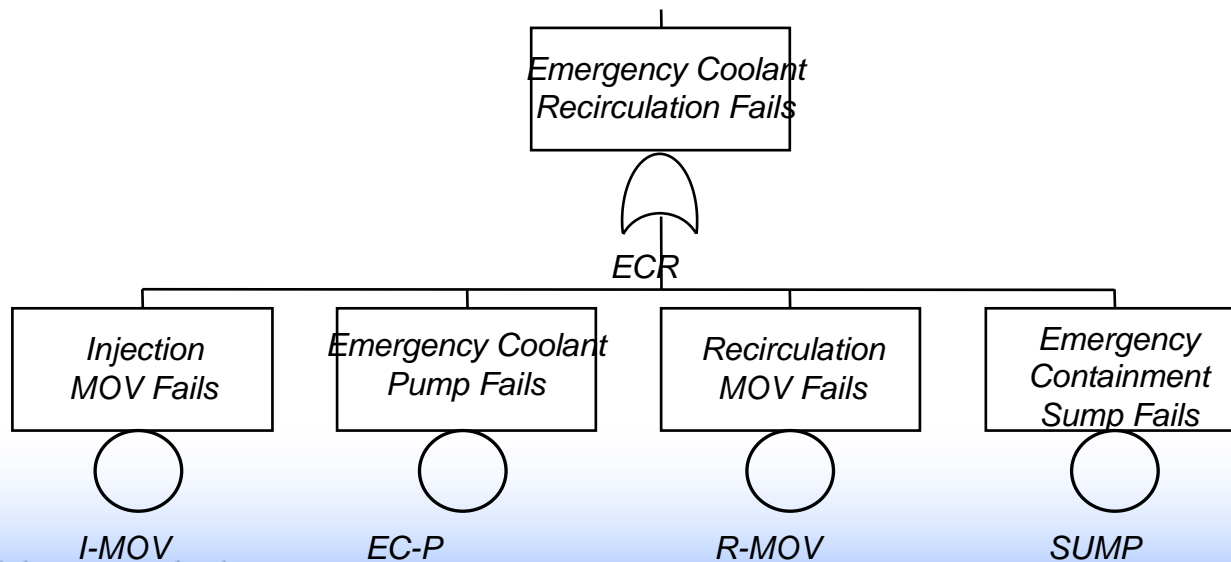 Emergency Coolant
Recirculation Fails
ECR
Injection
MOV Fails
Emergency Coolant
Pump Fails
Recirculation
MOV Fails
Emergency
Containment
Sump Fails
I-MOV
EC-P
R-MOV
SUMP